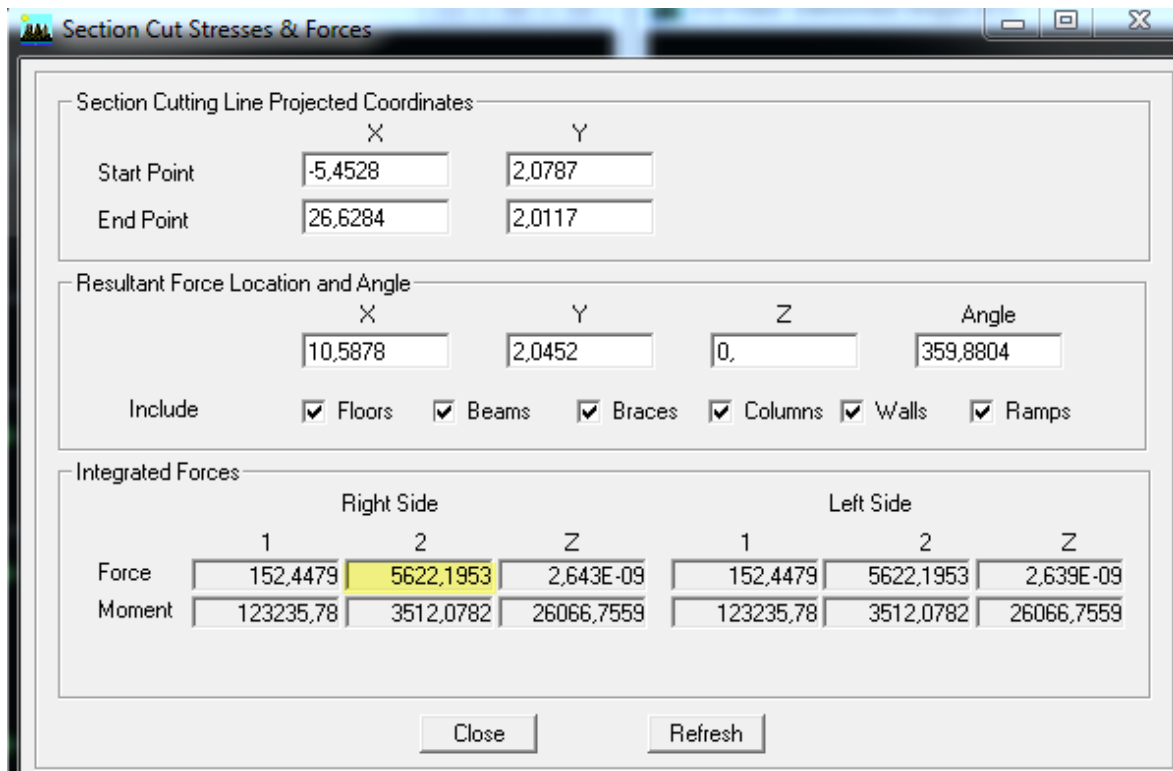 Section Cut Stresses & Forces
Section Cutting Line Projected Coordinates
X Y
Start Point -5,4528 2,0787
End Point 26,6284 2,0117
Resultant Force Location and Angle
X Y Z Angle
10,5878 2,0452 0, 359,8804
Include Floors Beams Braces Columns Walls Ramps
Integrated Forces
Right Side Left Side
1 2 Z 1 2 Z
Force 152,4479 5622,1953 2,643E-09 152,4479 5622,1953 2,639E-09
Moment 123235,78 3512,0782 26066,7559 123235,78 3512,0782 26066,7559
Close Refresh